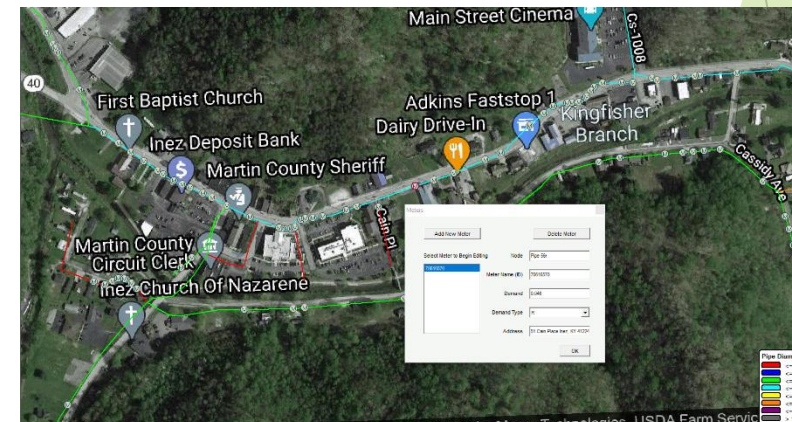 Main Street Cinema
Cs-1008
40
First Baptist Church
Adkins Faststop 1
Kingfisher
Branch
Dairy Drive-In
Inez Deposit Bank
$
Martin County Sheriff
Cassidy Ave
Cain Pl
Martin County
Circuit Clerk
Inez Church Of Nazarene
Meters
Add New Meter
Delete Meter
Select Meter to Begin Editing
Node
Meter Name (ID)
Demand
Demand Type
Address
OK
Pipe Diam
Technologies, USDA Farm Servic